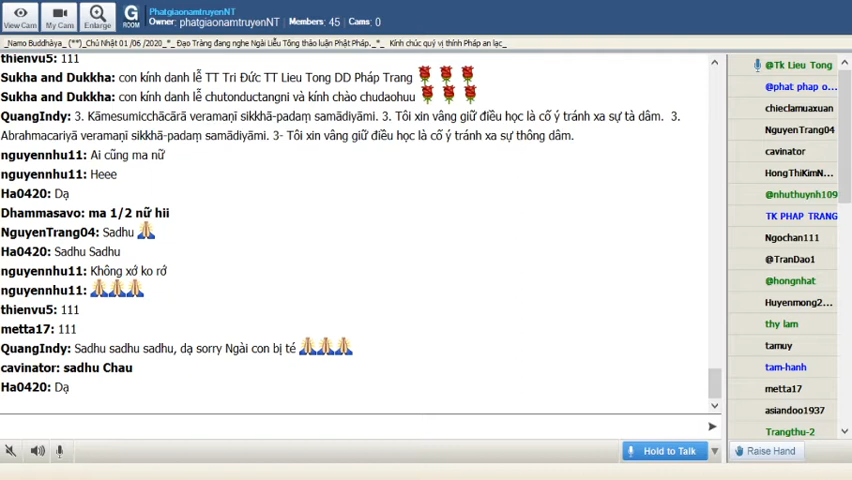 View Cam
My Cam
Enlarge
G
ROOM
PhatgiaonamtruyenNT
Owner: phatgiaonamtruyenNT Members: 45 Cams: 0
_Namo Buddhàya_ (**)_Chủ Nhật 01 /06 /2020_*_ Đạo Tràng đang nghe Ngài Liễu Tông thảo luận Phật Pháp._*_ Kính chúc quý vị thính Pháp an lạc_
thienvu5: 111
Sukha and Dukkha: con kính danh lễ TT Tri Đức TT Lieu Tong DD Pháp Trang
Sukha and Dukkha: con kính danh lễ chutonductangni và kính chào chudaohuu
QuangIndy: 3. Kāmesumicchācārā veramaṇī sikkhā-padaṃ samādiyāmi. 3. Tôi xin vâng giữ điều học là cố ý tránh xa sự tà dâm. 3.
Abrahmacariyā veramaṇi sikkhā-padaṃ samādiyāmi. 3- Tôi xin vâng giữ điều học là cố ý tránh xa sự thông dâm.
nguyennhu11: Ai cũng ma nữ
nguyennhu11: Heee
Ha0420: Dạ
Dhammasavo: ma 1/2 nữ hii
NguyenTrang04: Sadhu
Ha0420: Sadhu Sadhu
nguyennhu11: Không xớ ko rớ
nguyennhu11:
thienvu5: 111
metta17: 111
QuangIndy: Sadhu sadhu sadhu, dạ sorry Ngài con bị té
cavinator: sadhu Chau
Ha0420: Dạ
@Tk Lieu Tong
@phat phap o...
chieclamuaxuan
NguyenTrang04
cavinator
HongThiKimN...
@nhuthuynh109
TK PHAP TRANG
Ngochan111
@TranDao1
@hongnhat
Huyenmong2...
thy lam
tamuy
tam-hanh
metta17
asiandoo1937
Trangthu-2
Hold to Talk
Raise Hand